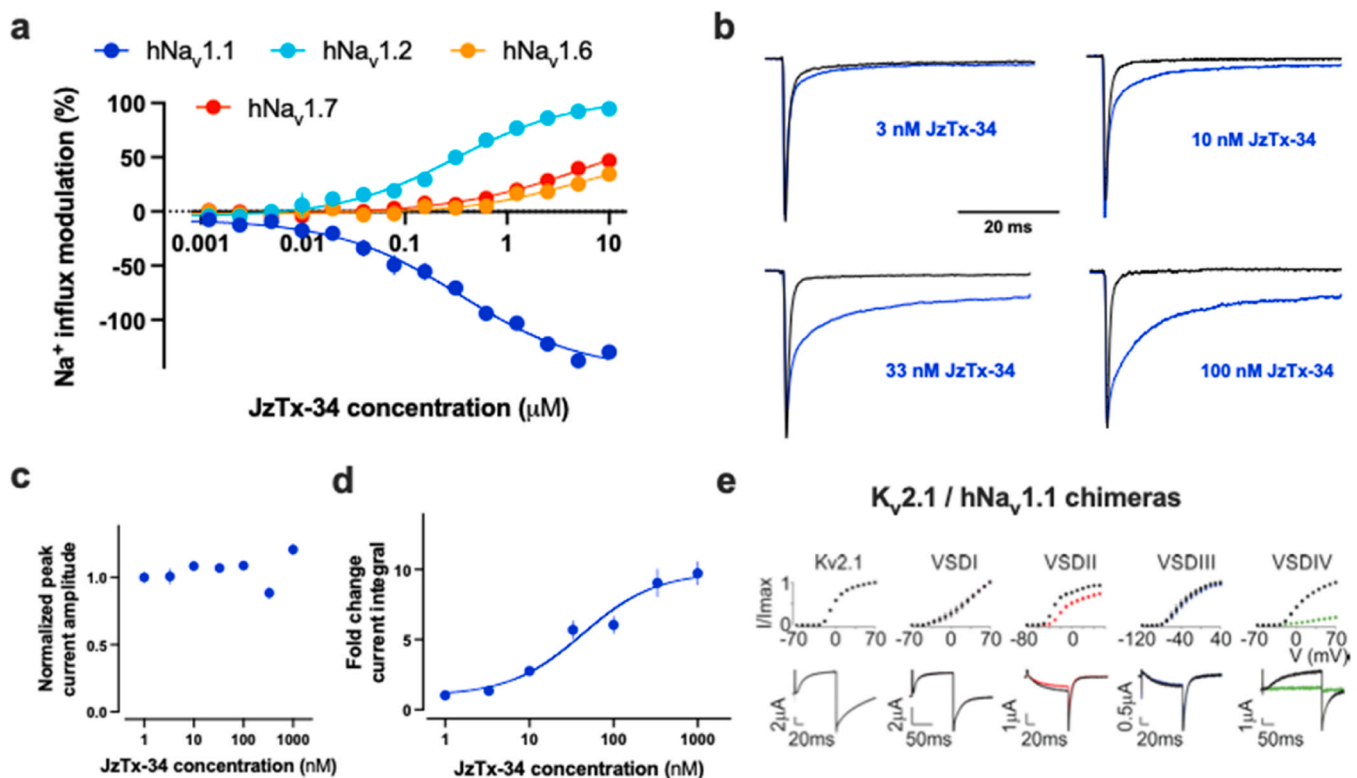 a
hNav1.1 hNav1.2 hNav1.6
hNav1.7
Na+ influx modulation (%)
100
50
0
-50
-100
0.001 0.01 0.1 1 10
JzTx-34 concentration (μM)
b
3 nM JzTx-34
10 nM JzTx-34
20 ms
33 nM JzTx-34
100 nM JzTx-34
c
Normalized peak
current amplitude
1.0
0.5
0.0
1 10 100 1000
JzTx-34 concentration (nM)
d
Fold change
current integral
10
5
0
1 10 100 1000
JzTx-34 concentration (nM)
e
Kv2.1 / hNav1.1 chimeras
Kv2.1 VSDI VSDII VSDIII VSDIV
I/Imax
1
0
-70 0 70
-70 0 70
-80 0
-120 -40 40
-70 0 70
V (mV)
2μA
20ms
2μA
50ms
1μA
20ms
0.5μA
20ms
1μA
50ms